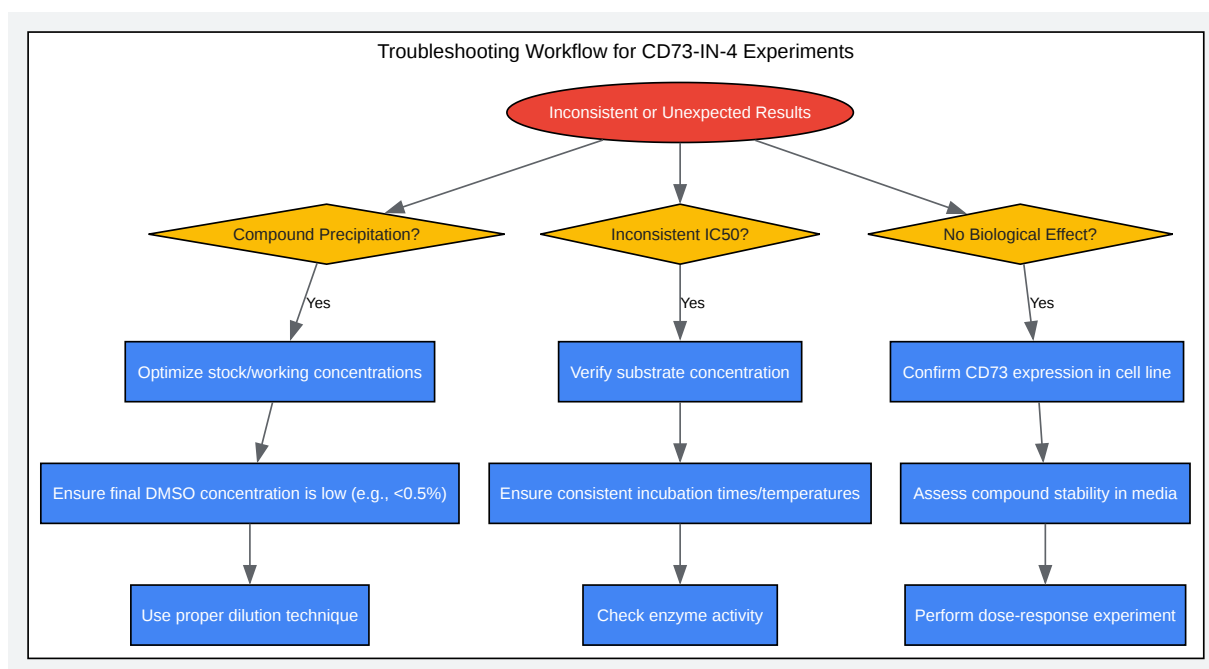 Troubleshooting Workflow for CD73-IN-4 Experiments
Inconsistent or Unexpected Results
Compound Precipitation?
Inconsistent IC50?
No Biological Effect?
Yes
Yes
Yes
Optimize stock/working concentrations
Verify substrate concentration
Confirm CD73 expression in cell line
Ensure final DMSO concentration is low (e.g., <0.5%)
Ensure consistent incubation times/temperatures
Assess compound stability in media
Use proper dilution technique
Check enzyme activity
Perform dose-response experiment